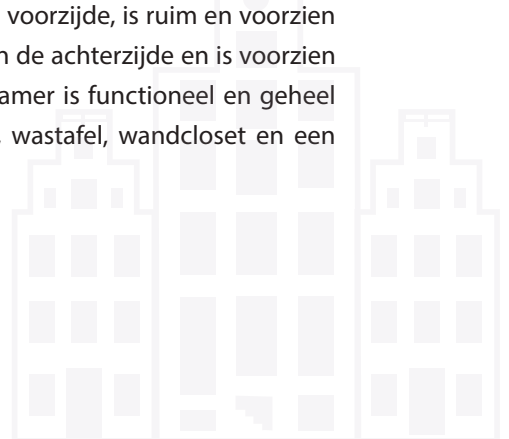 voorzijde, is ruim en voorzien
de achterzijde en is voorzien
amer is functioneel en geheel
wastafel, wandcloset en een